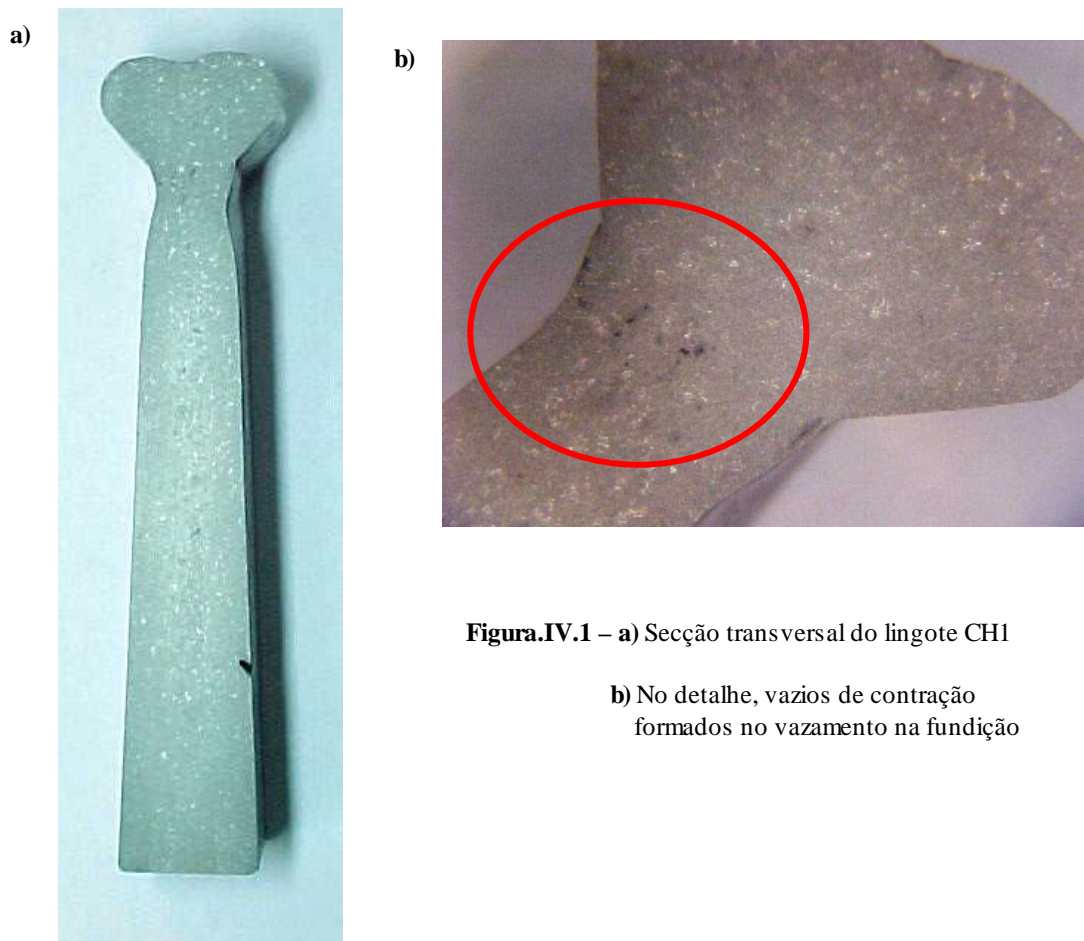 a)
b)
Figura.IV.1 – a) Secção transversal do lingote CH1
b) No detalhe, vazios de contração
formados no vazamento na fundição